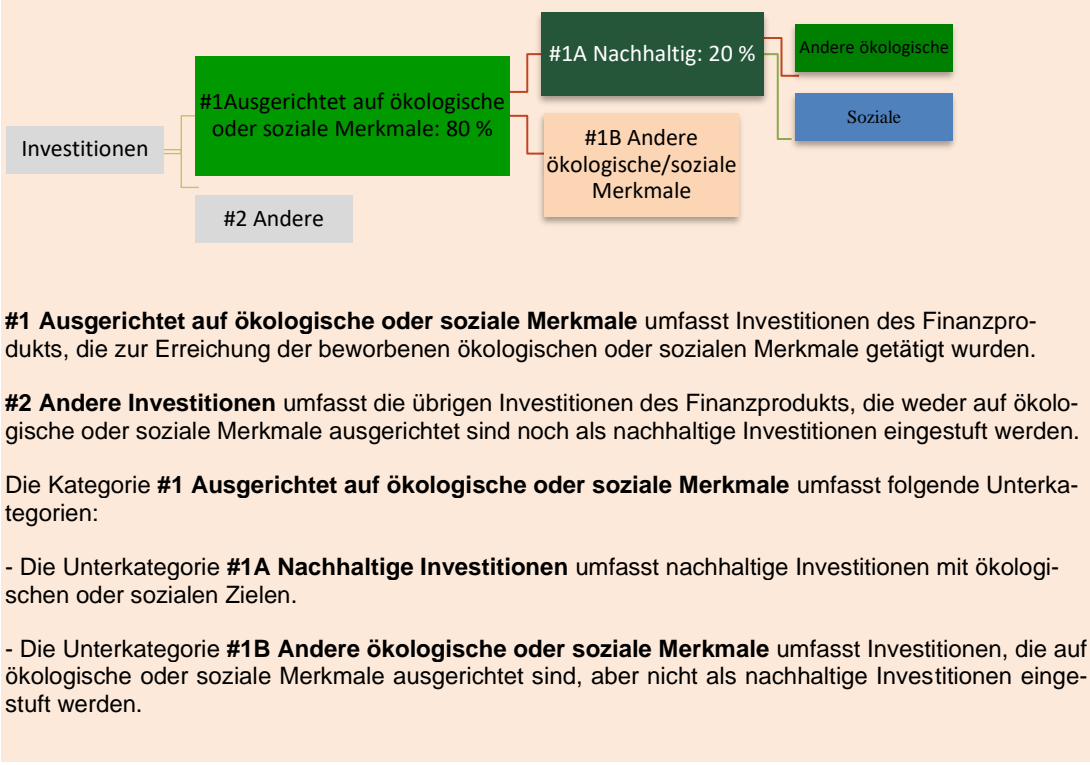 #1A Nachhaltig: 20 %
Andere ökologische
#1Ausgerichtet auf ökologische
oder soziale Merkmale: 80 %
Soziale
Investitionen
#1B Andere
ökologische/soziale
Merkmale
#2 Andere
#1 Ausgerichtet auf ökologische oder soziale Merkmale umfasst Investitionen des Finanzpro-
dukts, die zur Erreichung der beworbenen ökologischen oder sozialen Merkmale getätigt wurden.
#2 Andere Investitionen umfasst die übrigen Investitionen des Finanzprodukts, die weder auf ökolo-
gische oder soziale Merkmale ausgerichtet sind noch als nachhaltige Investitionen eingestuft werden.
Die Kategorie #1 Ausgerichtet auf ökologische oder soziale Merkmale umfasst folgende Unterka-
tegorien:
- Die Unterkategorie #1A Nachhaltige Investitionen umfasst nachhaltige Investitionen mit ökologi-
schen oder sozialen Zielen.
- Die Unterkategorie #1B Andere ökologische oder soziale Merkmale umfasst Investitionen, die auf
ökologische oder soziale Merkmale ausgerichtet sind, aber nicht als nachhaltige Investitionen einge-
stuft werden.